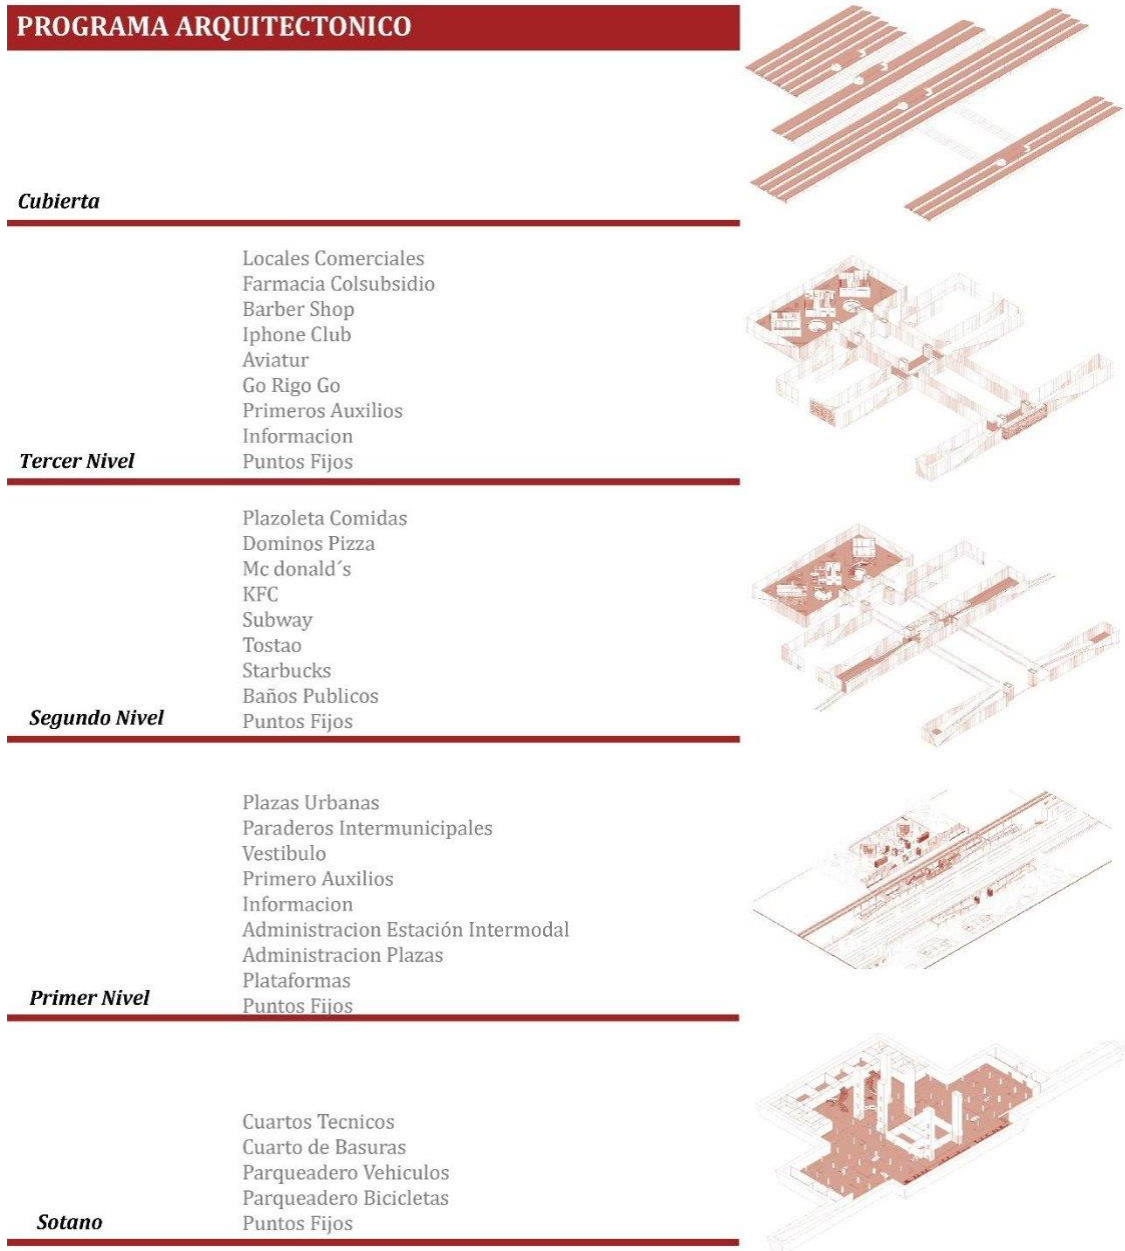 PROGRAMA ARQUITECTONICO
Cubierta
Locales Comerciales
Farmacia Colsubsidio
Barber Shop
Iphone Club
Aviatur
Go Rigo Go
Primeros Auxilios
Informacion
Puntos Fijos
Tercer Nivel
Plazoleta Comidas
Dominos Pizza
Mc donald´s
KFC
Subway
Tostao
Starbucks
Baños Publicos
Puntos Fijos
Segundo Nivel
Plazas Urbanas
Paraderos Intermunicipales
Vestibulo
Primero Auxilios
Informacion
Administracion Estación Intermodal
Administracion Plazas
Plataformas
Puntos Fijos
Primer Nivel
Cuartos Tecnicos
Cuarto de Basuras
Parqueadero Vehiculos
Parqueadero Bicicletas
Puntos Fijos
Sotano